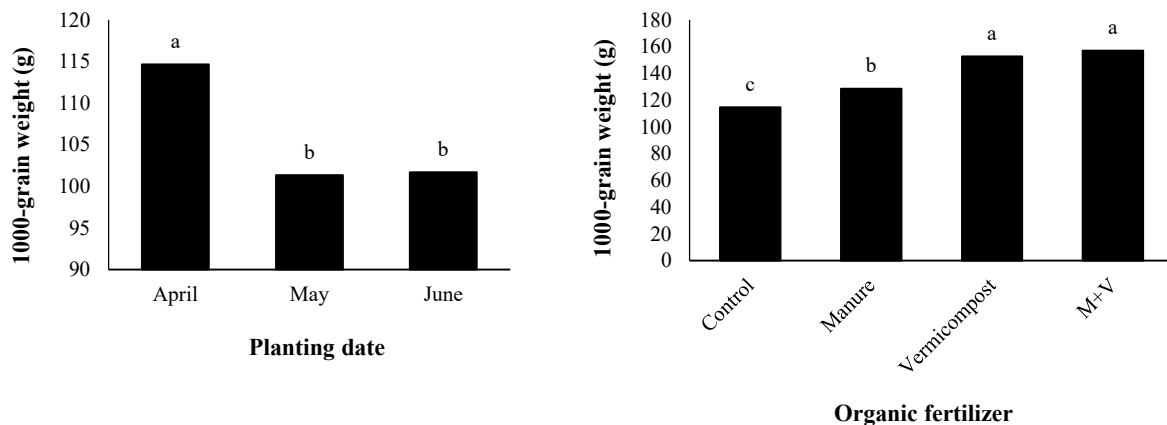 1000-grain weight (g)
120
115
110
105
100
95
90
a
b
b
April
May
June
Planting date
1000-grain weight (g)
180
160
140
120
100
80
60
40
20
0
c
b
a
a
Control
Manure
Vermicompost
M+V
Organic fertilizer